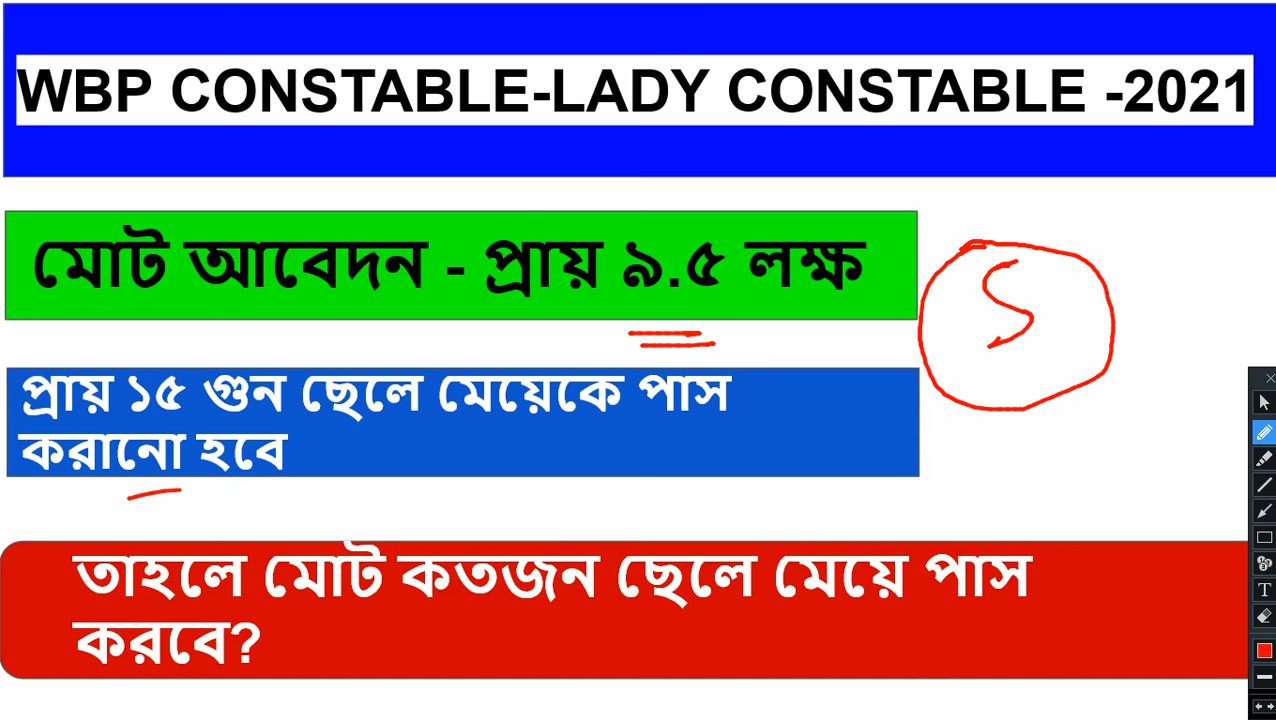 WBP CONSTABLE-LADY CONSTABLE -2021
মোট আবেদন - প্রায় ৯.৫ লক্ষ
S
প্রায় ১৫ গুন ছেলে মেয়েকে পাস
করানো হবে
তাহলে মোট কতজন ছেলে মেয়ে পাস
করবে?
T